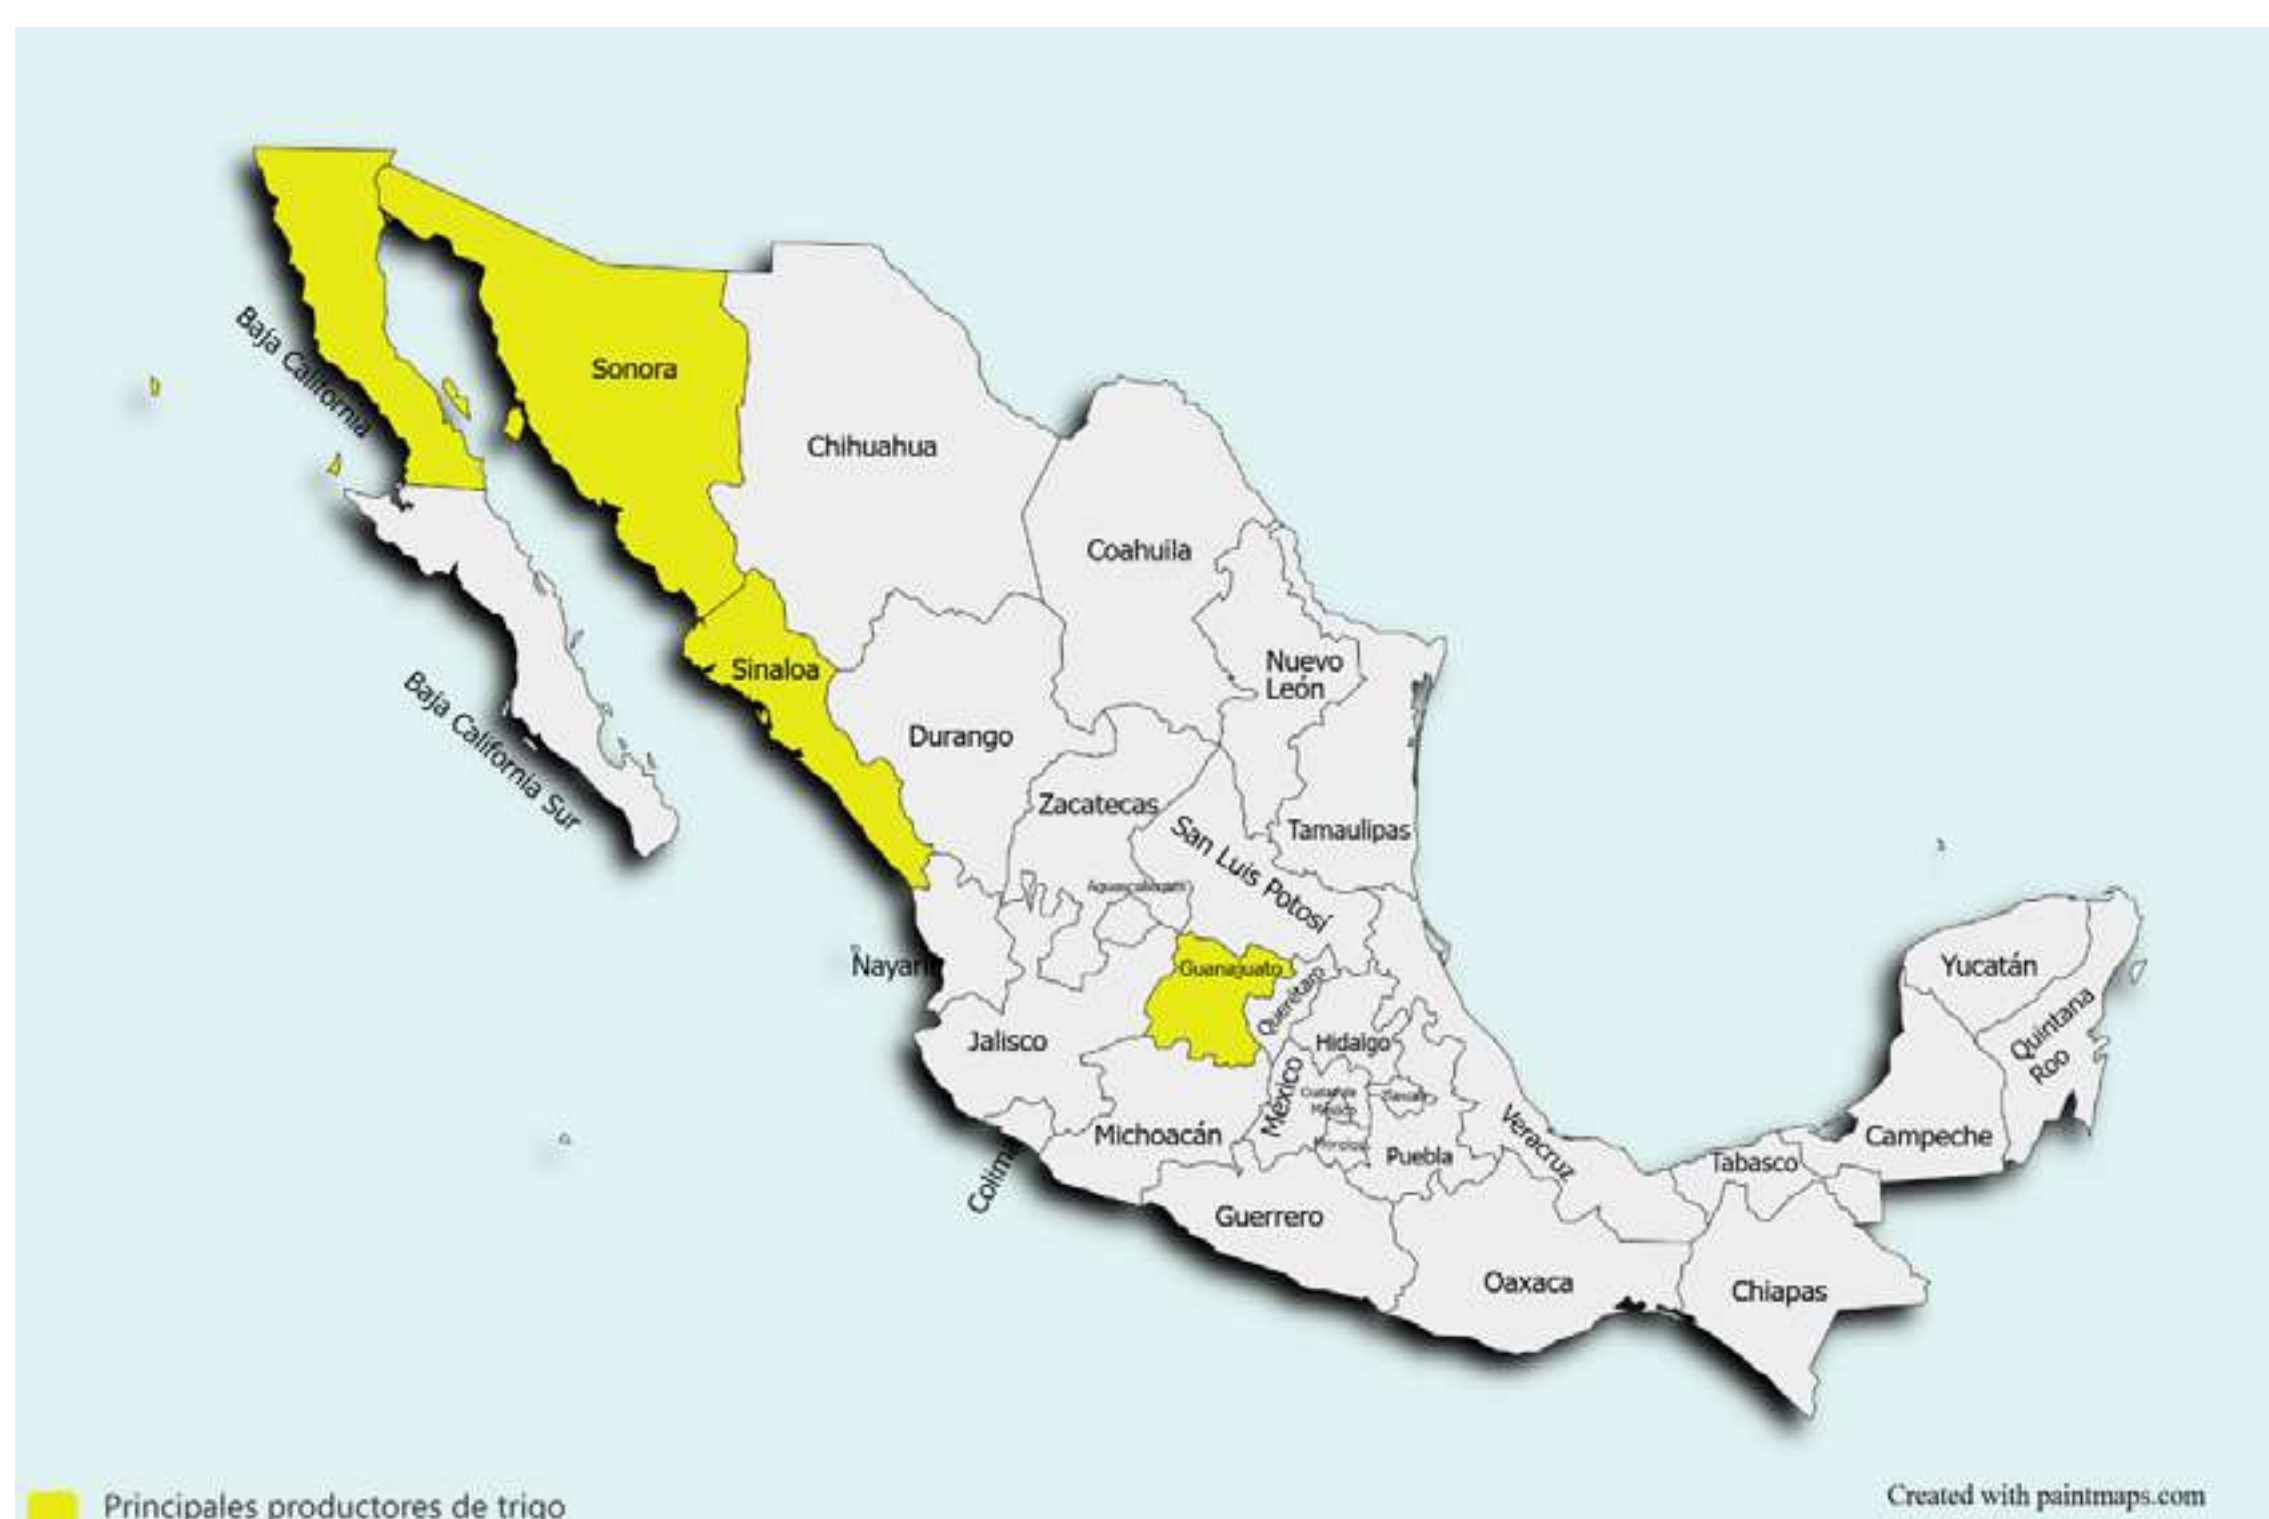 Baja California
Sonora
Chihuahua
Coahuila
Nuevo
León
Sinaloa
Baja California Sur
Durango
Zacatecas
San Luis Potosí
Tamaulipas
Aguascalientes
Nayarit
Guanajuato
Querétaro
Jalisco
Hidalgo
México
México
Michoacán
Colima
Puebla
Veracruz
Guerrero
Oaxaca
Tabasco
Chiapas
Campeche
Yucatán
Quintana
Roo
Principales productores de trigo
Created with paintmaps.com